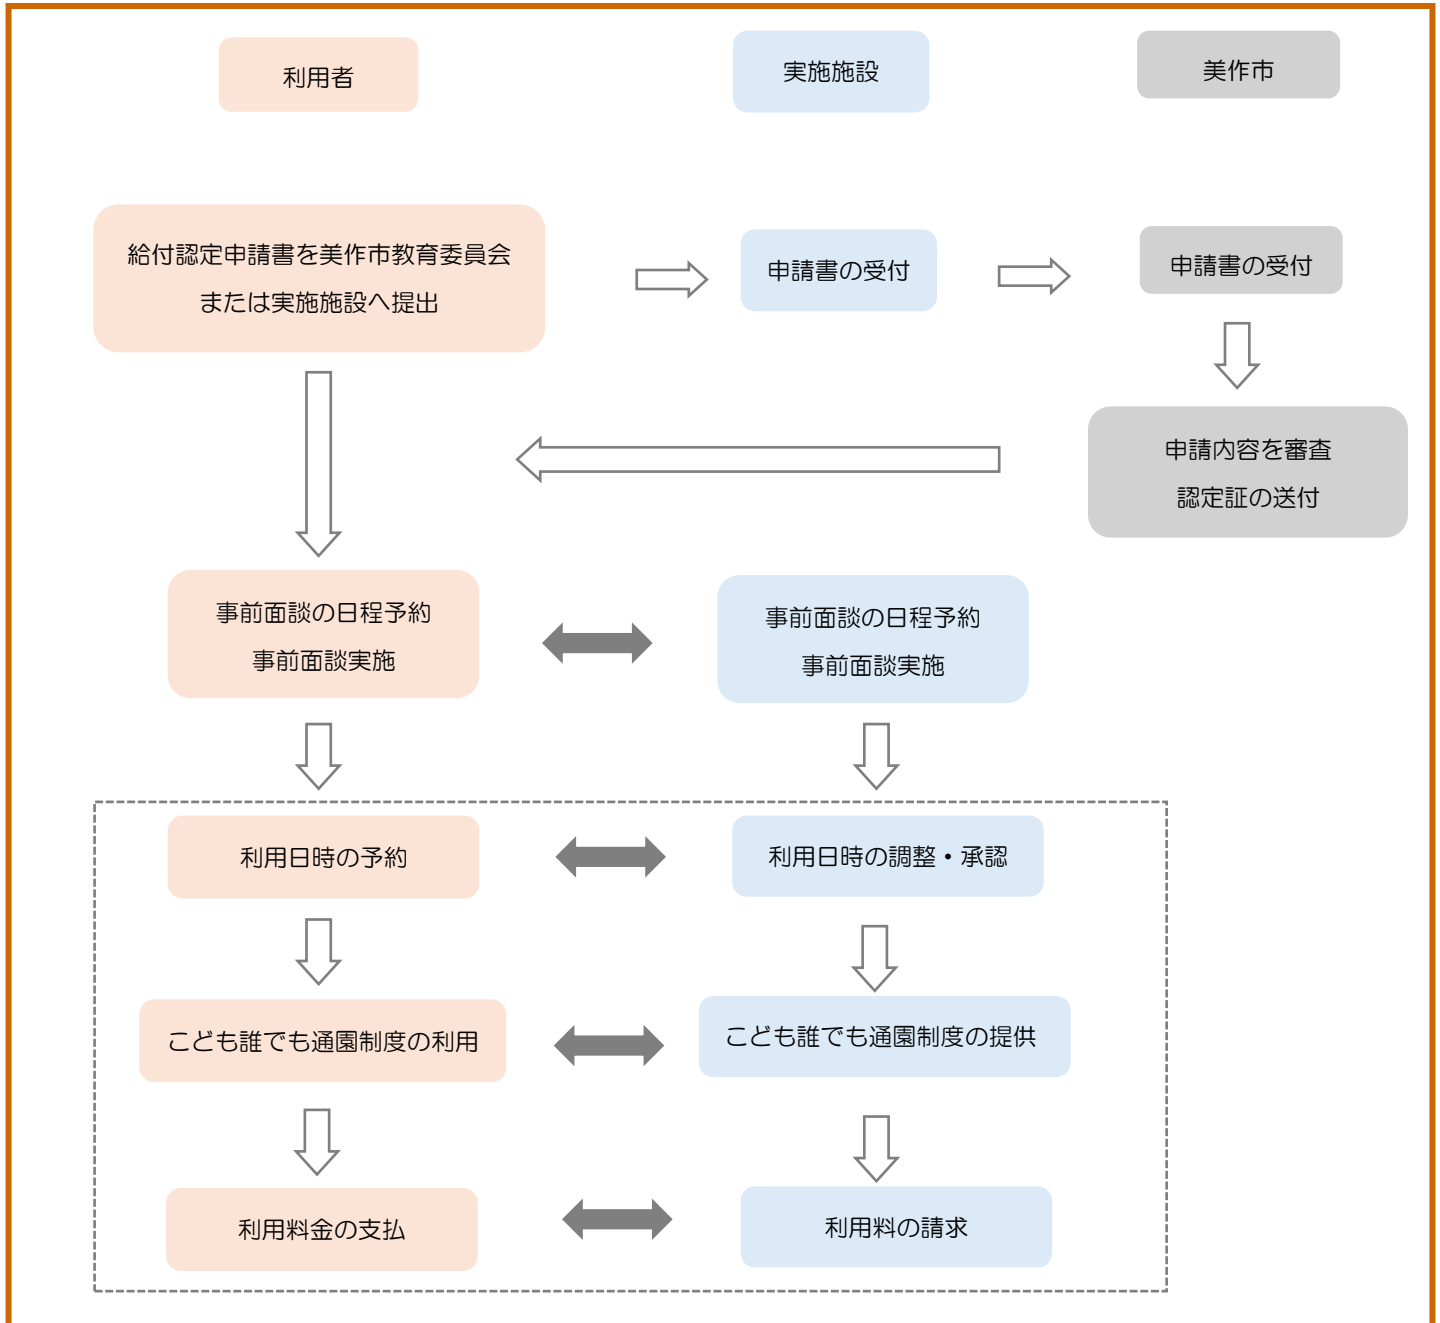 利用者
実施施設
美作市
給付認定申請書を美作市教育委員会
または実施施設へ提出
申請書の受付
申請書の受付
申請内容を審査
認定証の送付
事前面談の日程予約
事前面談実施
事前面談の日程予約
事前面談実施
利用日時の予約
利用日時の調整・承認
こども誰でも通園制度の利用
こども誰でも通園制度の提供
利用料金の支払
利用料の請求